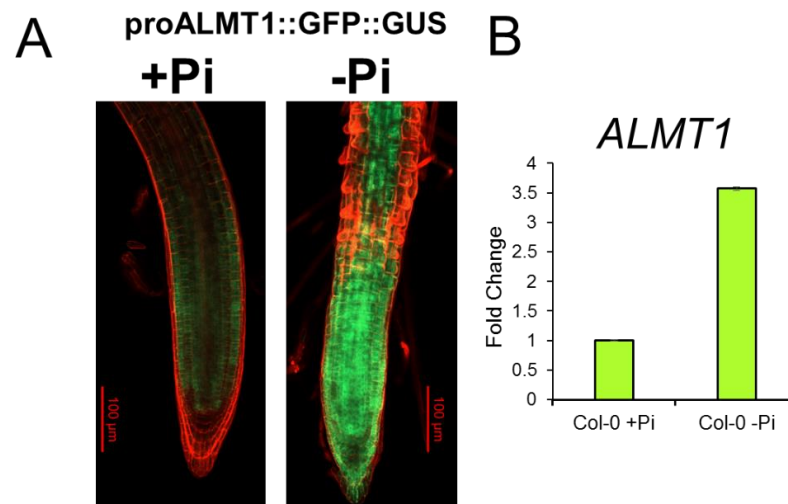 A
proALMT1::GFP::GUS
+Pi
-Pi
100 µm
100 µm
B
ALMT1
Fold Change
4
3.5
3
2.5
2
1.5
1
0.5
0
Col-0 +Pi
Col-0 -Pi